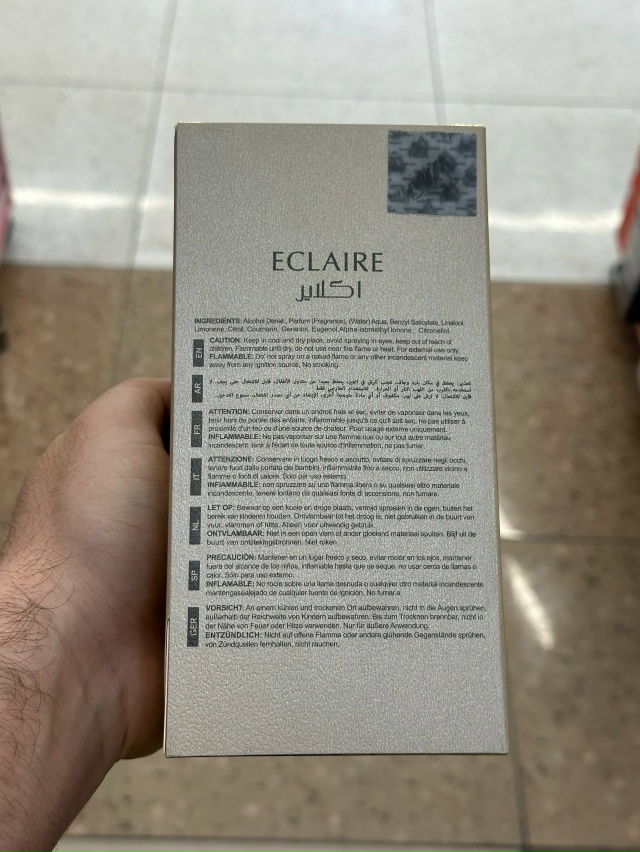 ECLAIRE
اكلاير
INGREDIENTS: Alcohol Denat., Parfum (Fragrance), (Water) Aqua, Benzyl Salicylate, Linalool,
Limonene, Citral, Coumarin, Geraniol, Eugenol, Alpha-isomethyl Ionone, Citronellol.
EN
CAUTION: Keep in cool and dry place, avoid spraying in eyes, keep out of reach of
children, Flammable until dry, do not use near fire flame or heat. For external use only.
FLAMMABLE: Do not spray on a naked flame or any other incandescent material keep
away from any ignition source. No smoking.
AR
FR
ATTENTION: Conserver dans un endroit frais et sec, eviter de vaporiser dans les yeux,
tenir hors de portée des enfants, inflammable jusqu'à ce qu'il soit sec, ne pas utiliser à
proximité d'un feu ou d'une source de chaleur. Pour usage externe uniquement.
INFLAMMABLE: Ne pas vaporiser sur une flamme nue ou sur tout autre matériau
incandescent, tenir à l'écart de toute source d'inflammation, ne pas fumer.
IT
ATTENZIONE: Conservare in luogo fresco e asciutto, evitare di spruzzare negli occhi,
tenere fuori dalla portata dei bambini, infiammabile fino a secco, non utilizzare vicino a
fiamme o fonti di calore. Solo per uso esterno.
INFIAMMABILE: non spruzzare su una fiamma libera o su qualsiasi altro materiale
incandescente, tenere lontano da qualsiasi fonte di accensione, non fumare.
NL
LET OP: Bewaar op een koele en droge plaats, vermijd sproeien in de ogen, buiten het
bereik van kinderen houden. Ontvlambaar tot het droog is, niet gebruiken in de buurt van
vuur, vlammen of hitte. Alleen voor uitwendig gebruik.
ONTVLAMBAAR: Niet in een open vlam of ander gloeiend materiaal spuiten. Blijf uit de
buurt van ontstekingsbronnen. Niet roken.
SP
PRECAUCIÓN: Mantener en un lugar fresco y seco, evitar rociar en los ojos, mantener
fuera del alcance de los niños, inflamable hasta que se seque, no usar cerca de llamas o
calor. Sólo para uso externo.
INFLAMABLE: No rocíe sobre una llama desnuda o cualquier otro material incandescente
manténgasealejado de cualquier fuente de ignición. No fumar.
GER
VORSICHT: An einem kühlen und trockenen Ort aufbewahren, nicht in die Augen sprühen,
außerhalb der Reichweite von Kindern aufbewahren. Bis zum Trocknen brennbar, nicht in
der Nähe von Feuer oder Hitze verwenden. Nur für äußere Anwendung.
ENTZÜNDLICH: Nicht auf offene Flamme oder andere glühende Gegenstände sprühen,
von Zündquellen fernhalten, nicht rauchen.